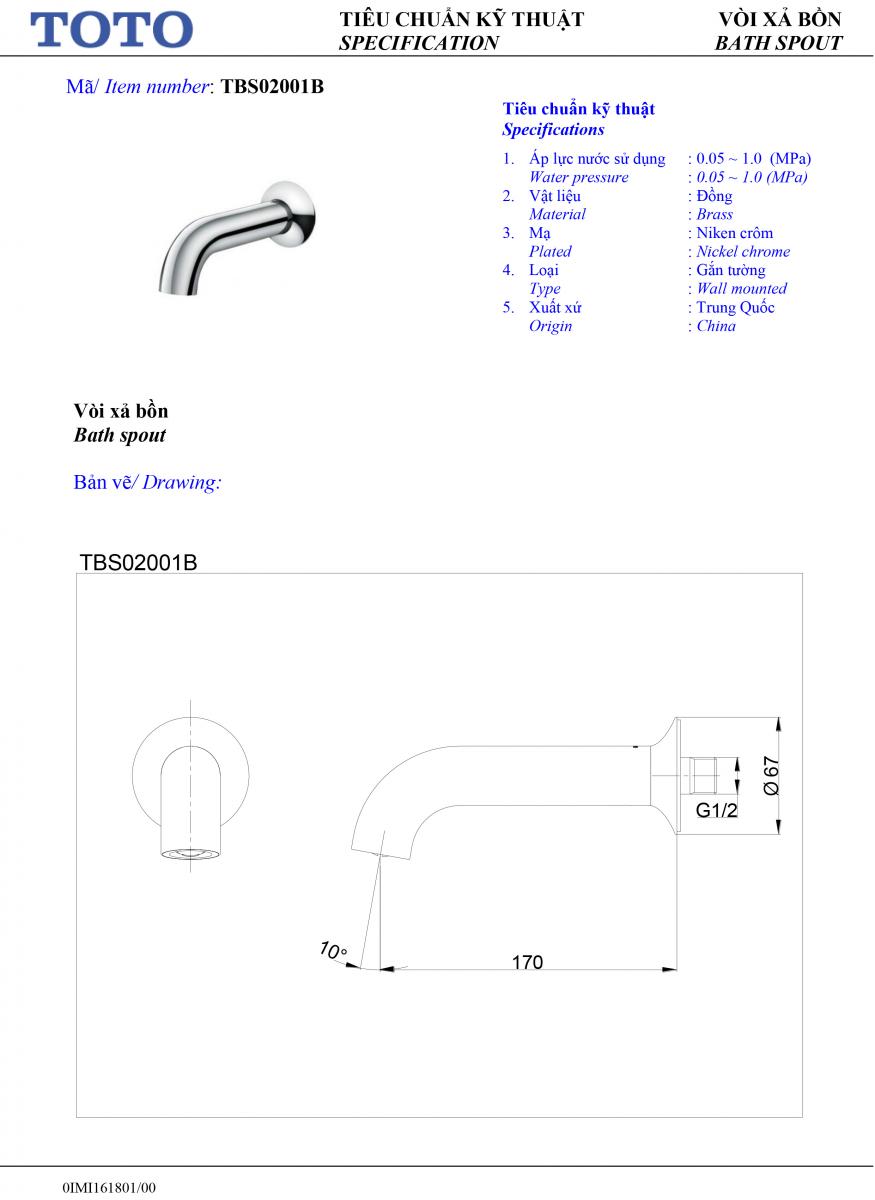 TOTO
TIÊU CHUẨN KỸ THUẬT
SPECIFICATION
VÒI XẢ BỒN
BATH SPOUT
Mã/ Item number: TBS02001B
Tiêu chuẩn kỹ thuật
Specifications
1. Áp lực nước sử dụng : 0.05 ~ 1.0 (MPa)
Water pressure : 0.05 ~ 1.0 (MPa)
2. Vật liệu : Đồng
Material : Brass
3. Mạ : Niken crôm
Plated : Nickel chrome
4. Loại : Gắn tường
Type : Wall mounted
5. Xuất xứ : Trung Quốc
Origin : China
Vòi xả bồn
Bath spout
Bản vẽ/ Drawing:
TBS02001B
Ø67
G1/2
10°
170
0IMI161801/00